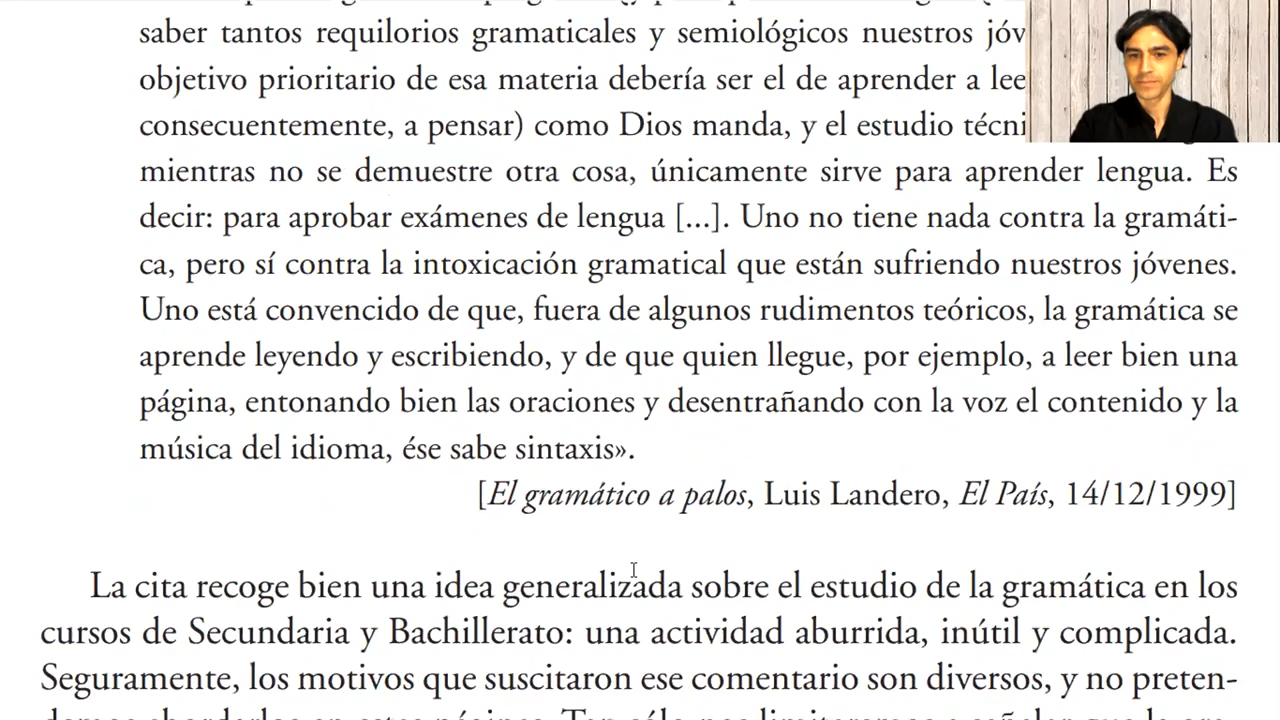 saber tantos requilorios gramaticales y semiológicos nuestros jóv
objetivo prioritario de esa materia debería ser el de aprender a lee
consecuentemente, a pensar) como Dios manda, y el estudio técni
mientras no se demuestre otra cosa, únicamente sirve para aprender lengua. Es
decir: para aprobar exámenes de lengua [...]. Uno no tiene nada contra la gramáti-
ca, pero sí contra la intoxicación gramatical que están sufriendo nuestros jóvenes.
Uno está convencido de que, fuera de algunos rudimentos teóricos, la gramática se
aprende leyendo y escribiendo, y de que quien llegue, por ejemplo, a leer bien una
página, entonando bien las oraciones y desentrañando con la voz el contenido y la
música del idioma, ése sabe sintaxis».
[El gramático a palos, Luis Landero, El País, 14/12/1999]
La cita recoge bien una idea generalizada sobre el estudio de la gramática en los
cursos de Secundaria y Bachillerato: una actividad aburrida, inútil y complicada.
Seguramente, los motivos que suscitaron ese comentario son diversos, y no preten-